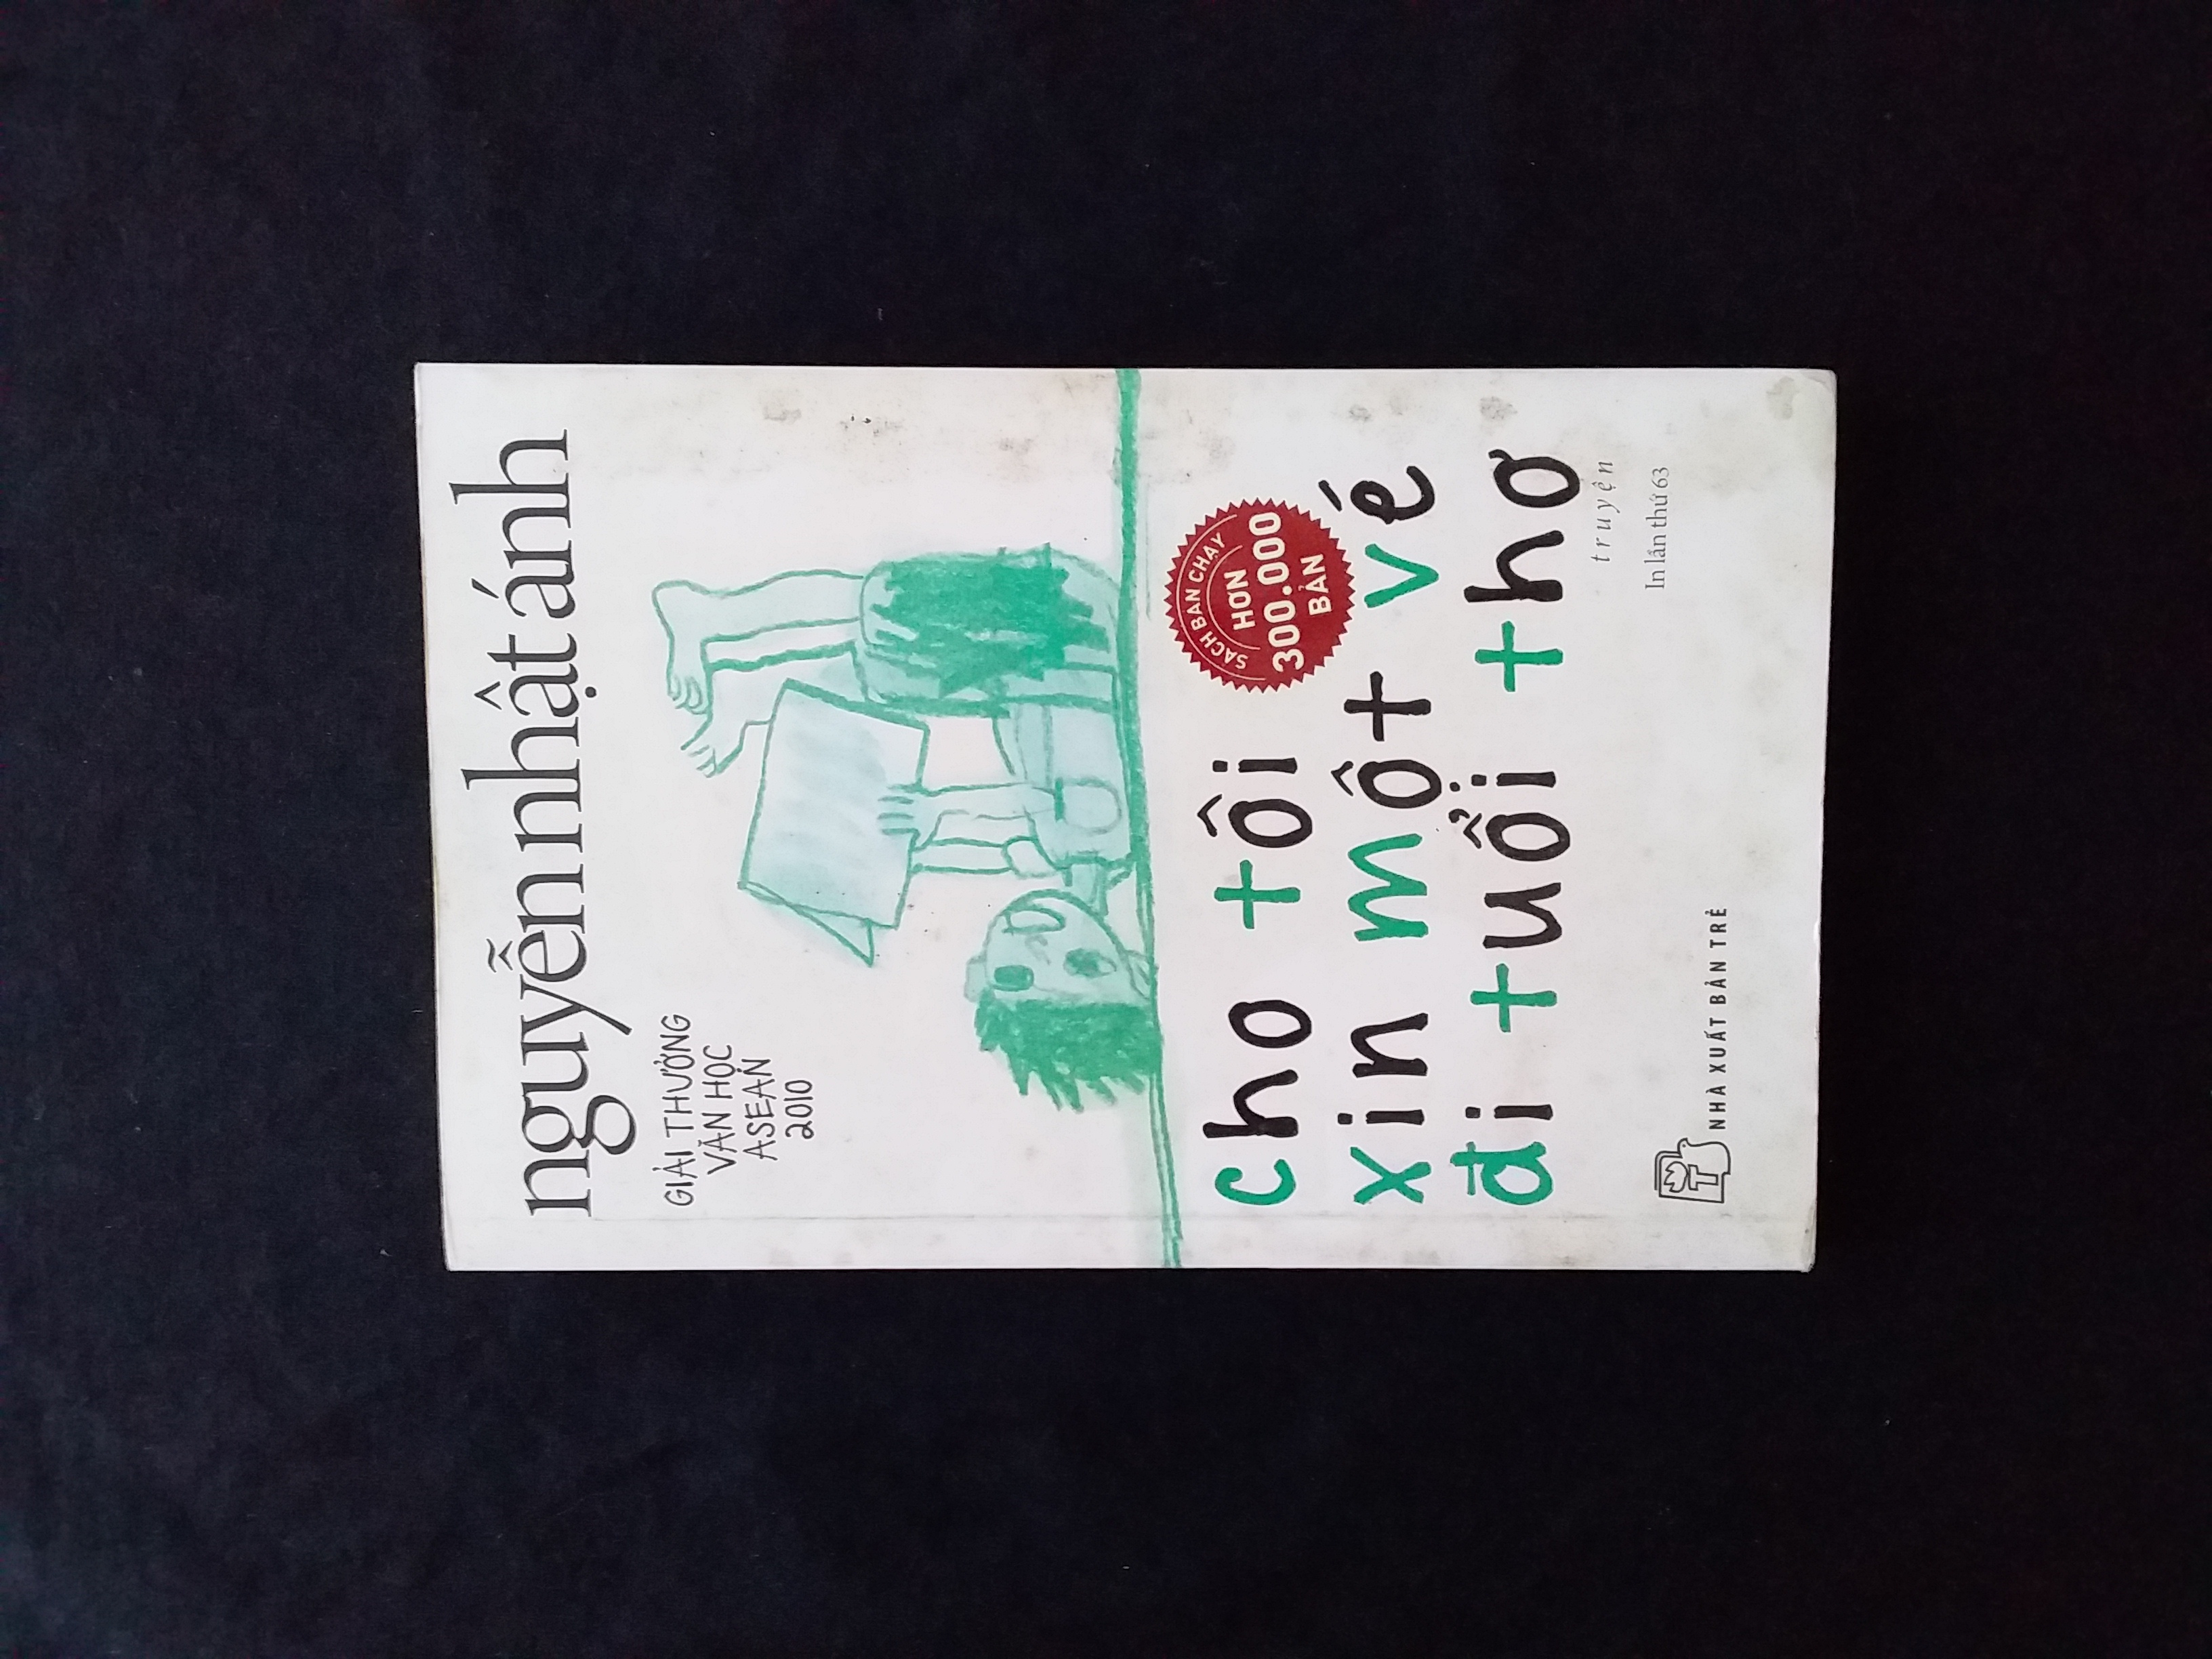 nguyễn nhật ánh
GIẢI THƯỞNG
VĂN HỌC
ASEAN
2010
SÁCH BÁN CHẠY
HƠN
300.000
BẢN
cho tôi
xin một vé
đi tuổi thơ
truyện
In lần thứ 63
T
NHÀ XUẤT BẢN TRẺ